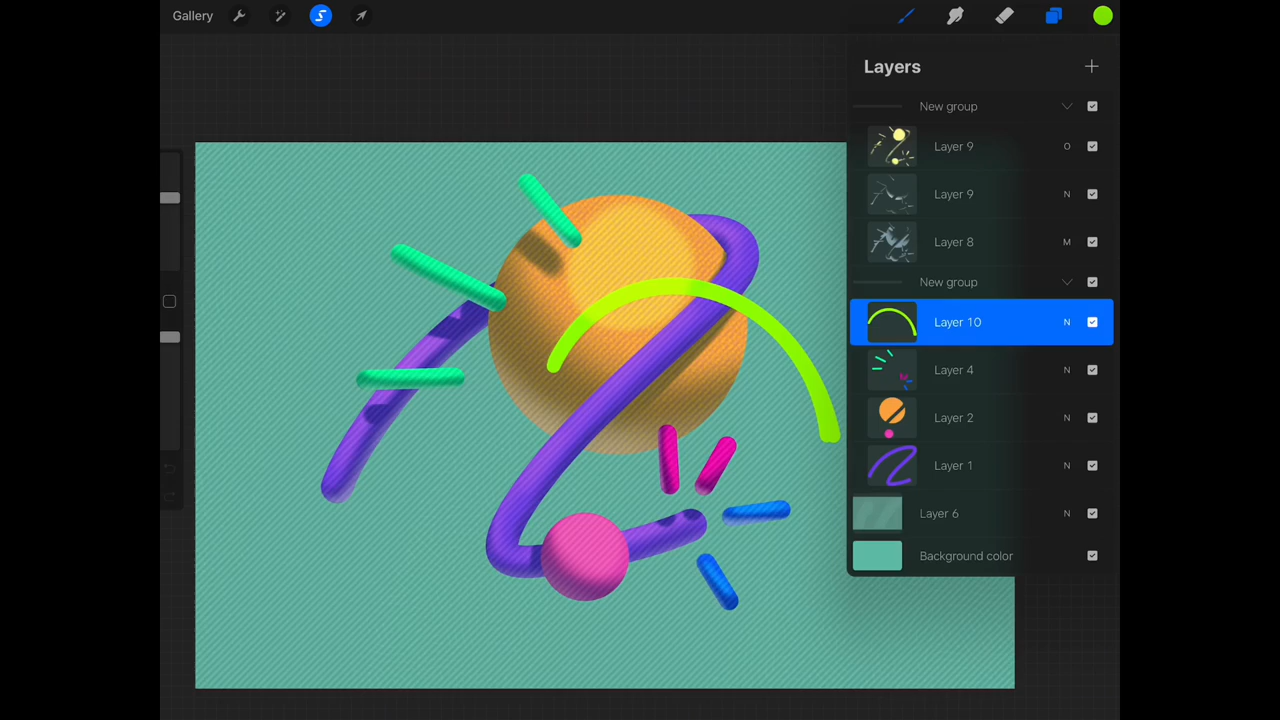 Gallery
Layers
New group
Layer 9 O
Layer 9 N
Layer 8 M
New group
Layer 10 N
Layer 4 N
Layer 2 N
Layer 1 N
Layer 6 N
Background color